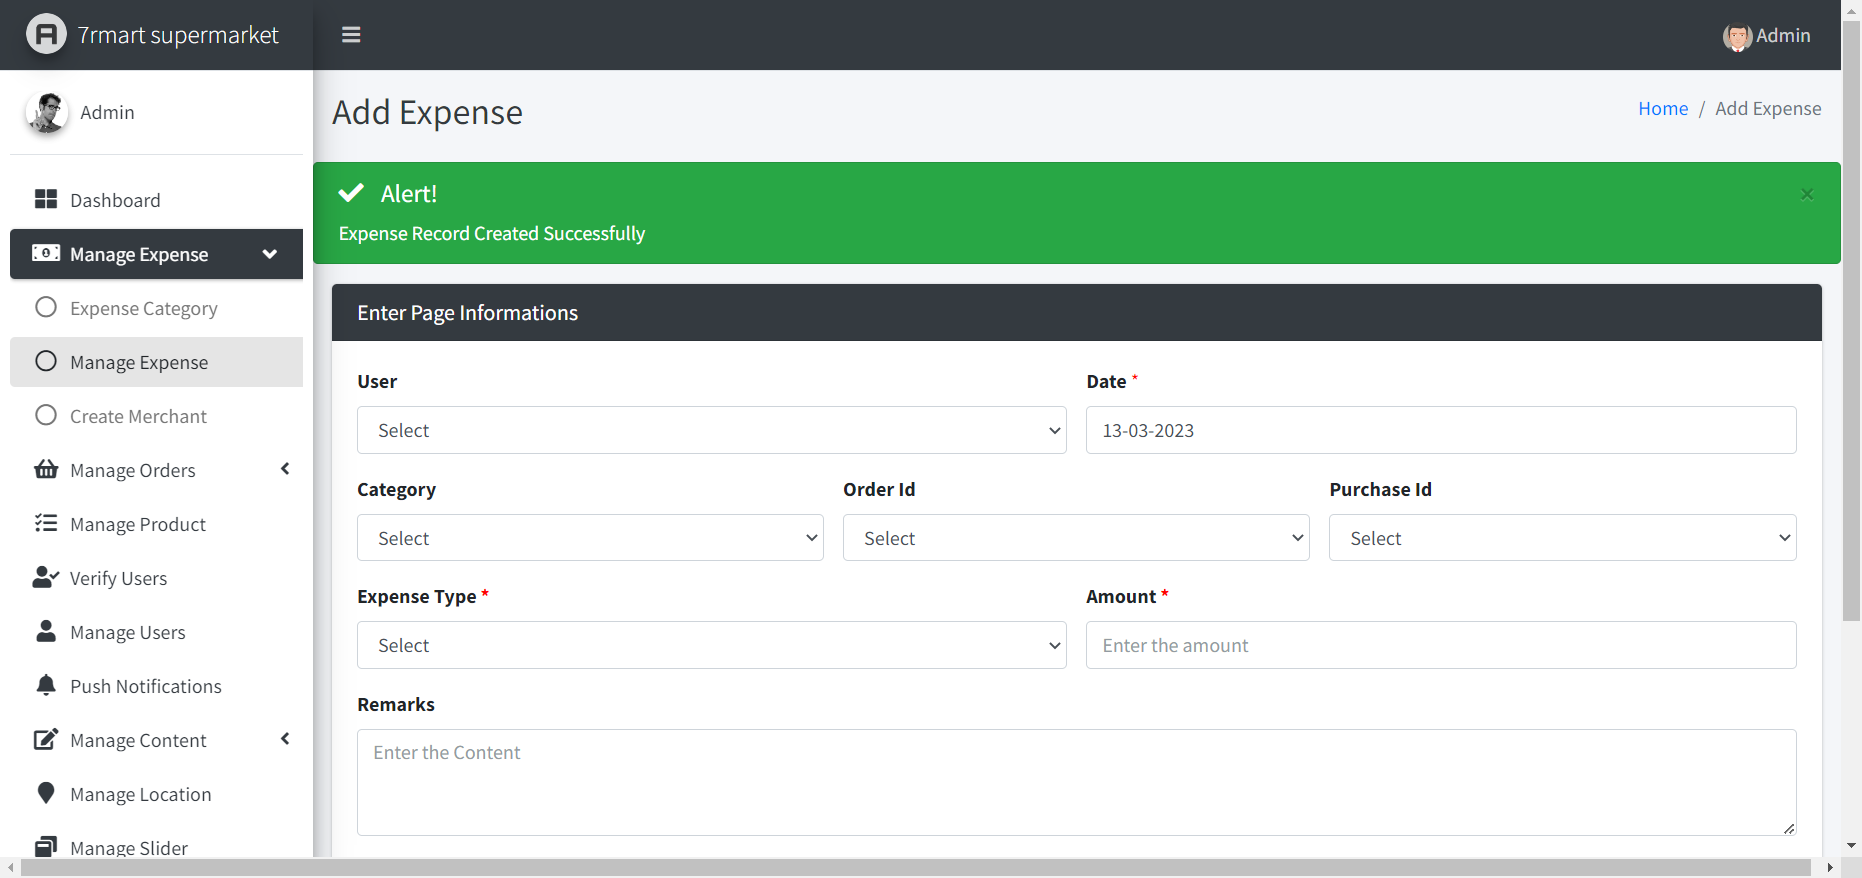 7rmart supermarket
Admin
Admin
Add Expense
Home / Add Expense
Alert!
×
Expense Record Created Successfully
Dashboard
Manage Expense
Expense Category
Manage Expense
Create Merchant
Manage Orders
Manage Product
Verify Users
Manage Users
Push Notifications
Manage Content
Manage Location
Manage Slider
Enter Page Informations
User
Date *
Select
13-03-2023
Category
Order Id
Purchase Id
Select
Select
Select
Expense Type *
Amount *
Select
Enter the amount
Remarks
Enter the Content